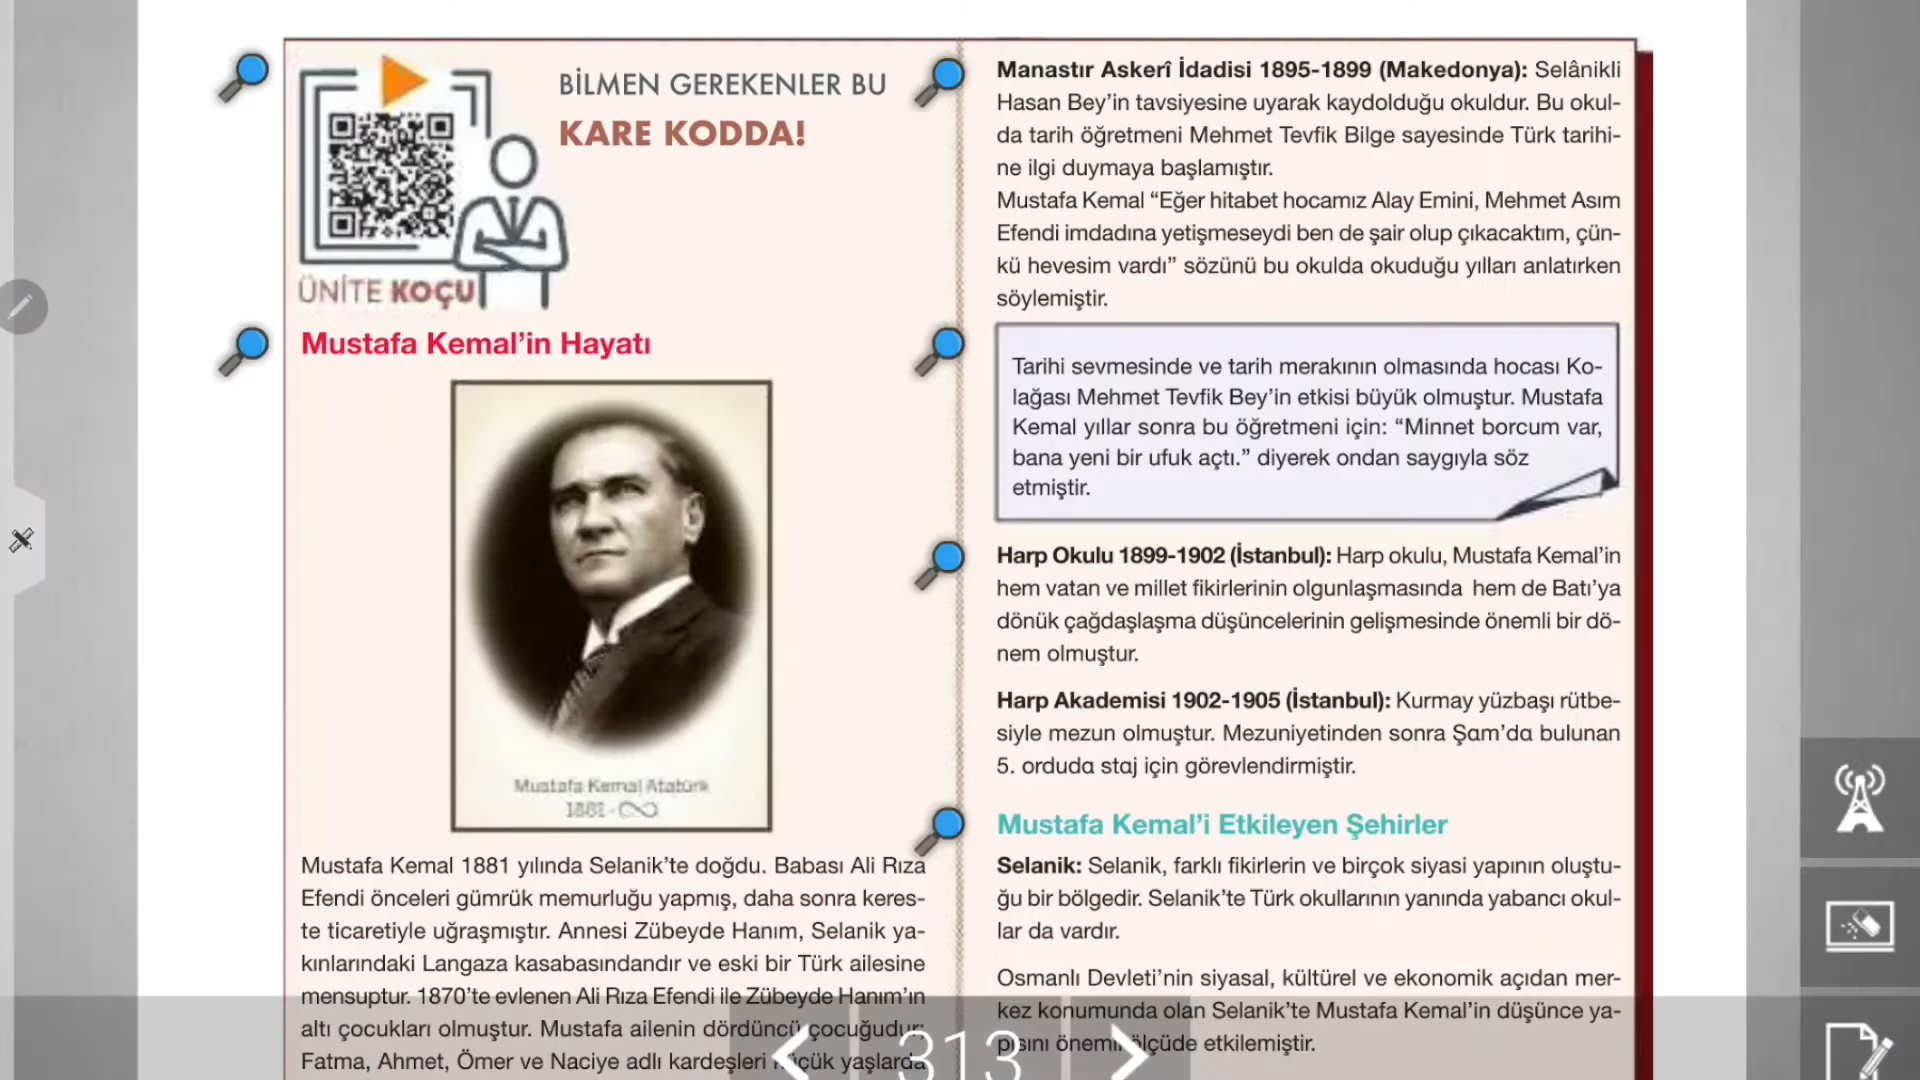 BİLMEN GEREKENLER BU
KARE KODDA!
ÜNİTE KOÇU
Mustafa Kemal’in Hayatı
Mustafa Kemal Atatürk
Mustafa Kemal 1881 yılında Selanik’te doğdu. Babası Ali Rıza
Efendi önceleri gümrük memurluğu yapmış, daha sonra keres-
te ticaretiyle uğraşmıştır. Annesi Zübeyde Hanım, Selanik ya-
kınlarındaki Langaza kasabasındandır ve eski bir Türk ailesine
mensuptur. 1870’te evlenen Ali Rıza Efendi ile Zübeyde Hanım’ın
altı çocukları olmuştur. Mustafa ailenin dördüncü çocuğudur;
Fatma, Ahmet, Ömer ve Naciye adlı kardeşleri küçük yaşlarda
Manastır Askerî İdadisi 1895-1899 (Makedonya): Selânikli
Hasan Bey’in tavsiyesine uyarak kaydolduğu okuldur. Bu okul-
da tarih öğretmeni Mehmet Tevfik Bilge sayesinde Türk tarihi-
ne ilgi duymaya başlamıştır.
Mustafa Kemal “Eğer hitabet hocamız Alay Emini, Mehmet Asım
Efendi imdadına yetişmeseydi ben de şair olup çıkacaktım, çün-
kü hevesim vardı” sözünü bu okulda okuduğu yılları anlatırken
söylemiştir.
Tarihi sevmesinde ve tarih merakının olmasında hocası Ko-
lağası Mehmet Tevfik Bey’in etkisi büyük olmuştur. Mustafa
Kemal yıllar sonra bu öğretmeni için: “Minnet borcum var,
bana yeni bir ufuk açtı.” diyerek ondan saygıyla söz
etmiştir.
Harp Okulu 1899-1902 (İstanbul): Harp okulu, Mustafa Kemal’in
hem vatan ve millet fikirlerinin olgunlaşmasında hem de Batı’ya
dönük çağdaşlaşma düşüncelerinin gelişmesinde önemli bir dö-
nem olmuştur.
Harp Akademisi 1902-1905 (İstanbul): Kurmay yüzbaşı rütbe-
siyle mezun olmuştur. Mezuniyetinden sonra Şam’da bulunan
5. orduda staj için görevlendirmiştir.
Mustafa Kemal’i Etkileyen Şehirler
Selanik: Selanik, farklı fikirlerin ve birçok siyasi yapının oluştu-
ğu bir bölgedir. Selanik’te Türk okullarının yanında yabancı okul-
lar da vardır.
Osmanlı Devleti’nin siyasal, kültürel ve ekonomik açıdan mer-
kez konumunda olan Selanik’te Mustafa Kemal’in düşünce ya-
pısını önemli ölçüde etkilemiştir.
313